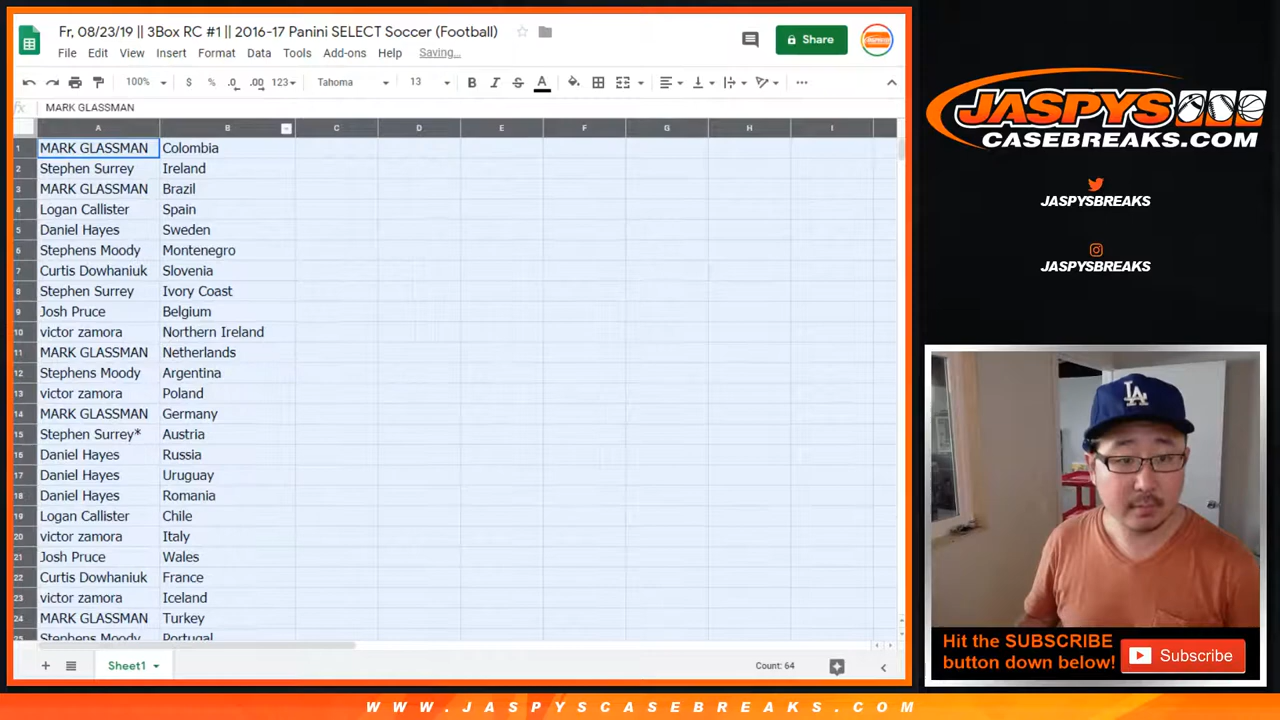 Fr, 08/23/19 || 3Box RC #1 || 2016-17 Panini SELECT Soccer (Football)
File Edit View Insert Format Data Tools Add-ons Help Saving...
Share
100% $ % .0 .00 123 Tahoma 13 B I S A
fx MARK GLASSMAN
A B C D E F G H I
1 MARK GLASSMAN Colombia
2 Stephen Surrey Ireland
3 MARK GLASSMAN Brazil
4 Logan Callister Spain
5 Daniel Hayes Sweden
6 Stephens Moody Montenegro
7 Curtis Dowhaniuk Slovenia
8 Stephen Surrey Ivory Coast
9 Josh Pruce Belgium
10 victor zamora Northern Ireland
11 MARK GLASSMAN Netherlands
12 Stephens Moody Argentina
13 victor zamora Poland
14 MARK GLASSMAN Germany
15 Stephen Surrey* Austria
16 Daniel Hayes Russia
17 Daniel Hayes Uruguay
18 Daniel Hayes Romania
19 Logan Callister Chile
20 victor zamora Italy
21 Josh Pruce Wales
22 Curtis Dowhaniuk France
23 victor zamora Iceland
24 MARK GLASSMAN Turkey
25 Stephens Moody Portugal
Sheet1
Count: 64
JASPYS
CASEBREAKS.COM
JASPYSBREAKS
JASPYSBREAKS
LA
Hit the SUBSCRIBE
button down below!
Subscribe
WWW.JASPYSCASEBREAKS.COM